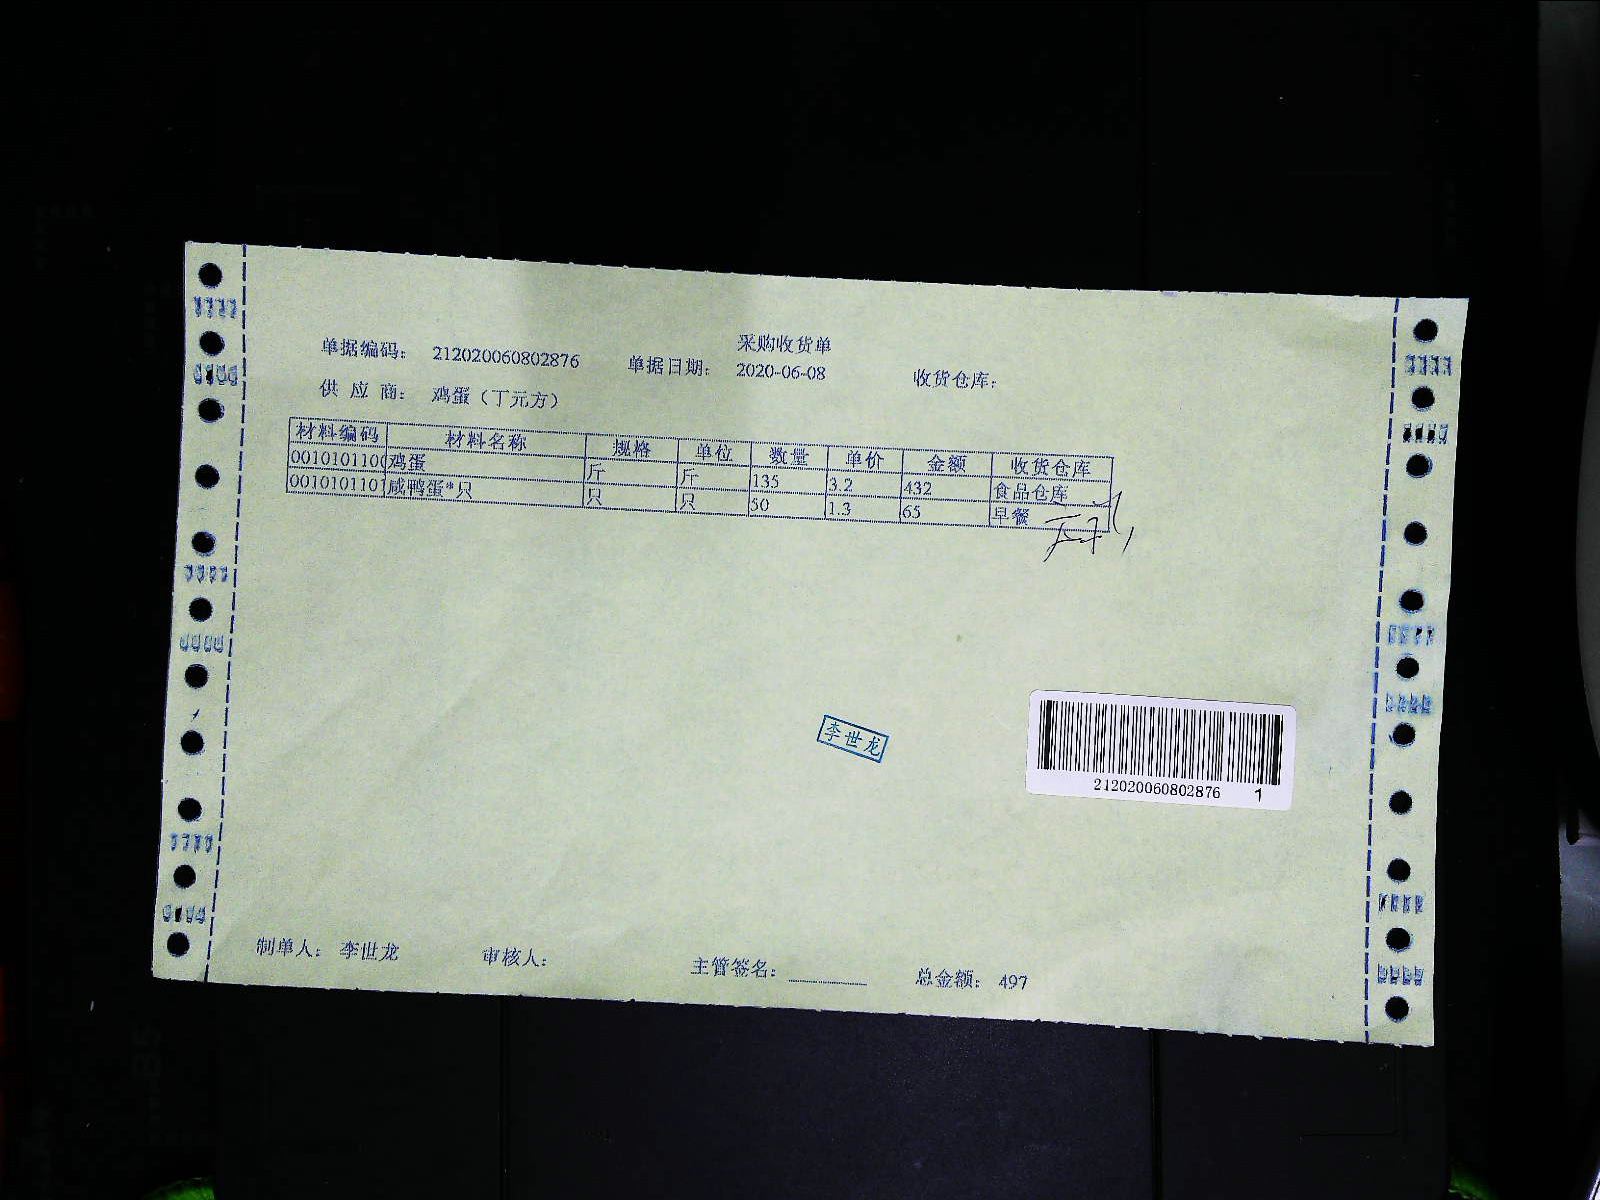 采购收货单
单据编码： 212020060802876 单据日期： 2020-06-08 收货仓库：
供 应 商： 鸡蛋（丁元方）
材料编码 材料名称 规格 单位 数量 单价 金额 收货仓库
0010101100 鸡蛋 斤 斤 135 3.2 432 食品仓库
0010101101 咸鸭蛋*只 只 只 50 1.3 65 早餐
李世龙
212020060802876 1
制单人： 李世龙 审核人： 主管签名： 总金额： 497